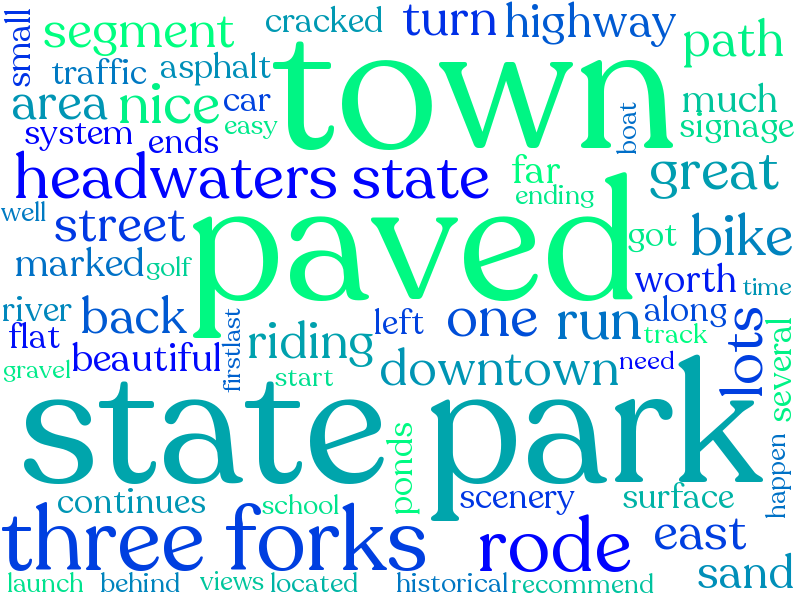 small
segment
cracked
turn
highway
path
traffic
asphalt
town
area
nice
car
much
system
ends
easy
boat
signage
headwaters state
far
ending
great
well
street
paved
got
bike
marked
golf
worth
time
river
back
firstlast
riding
left
one
run
along
lots
flat
beautiful
track
several
gravel
start
downtown
need
state park
ponds
happen
continues
school
scenery
surface
three forks
rode
east
sand
launch
behind
views
located
historical
recommend